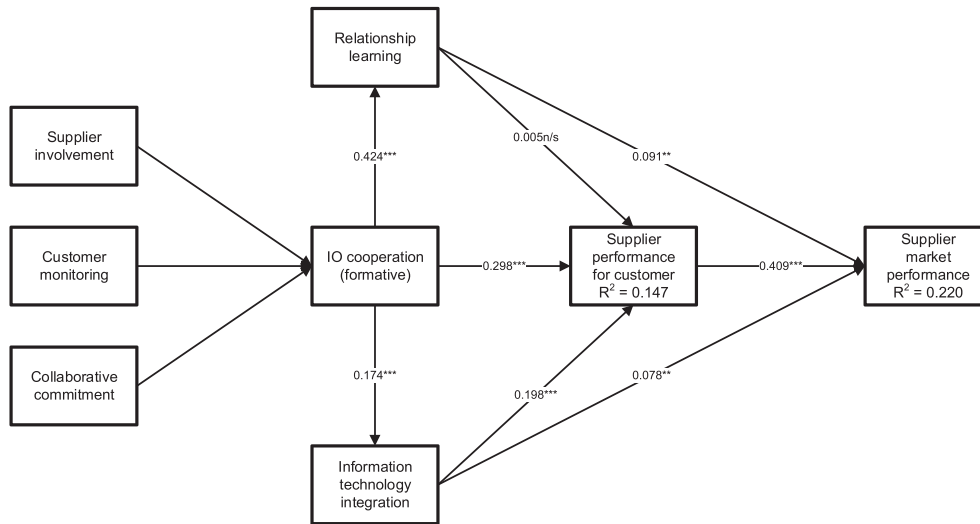 Relationship
learning
Supplier
involvement
0.005n/s
0.424***
0.091**
Customer
monitoring
IO cooperation
(formative)
0.298***
Supplier
performance
for customer
R² = 0.147
0.409***
Supplier
market
performance
R² = 0.220
Collaborative
commitment
0.174***
0.198***
0.078**
Information
technology
integration